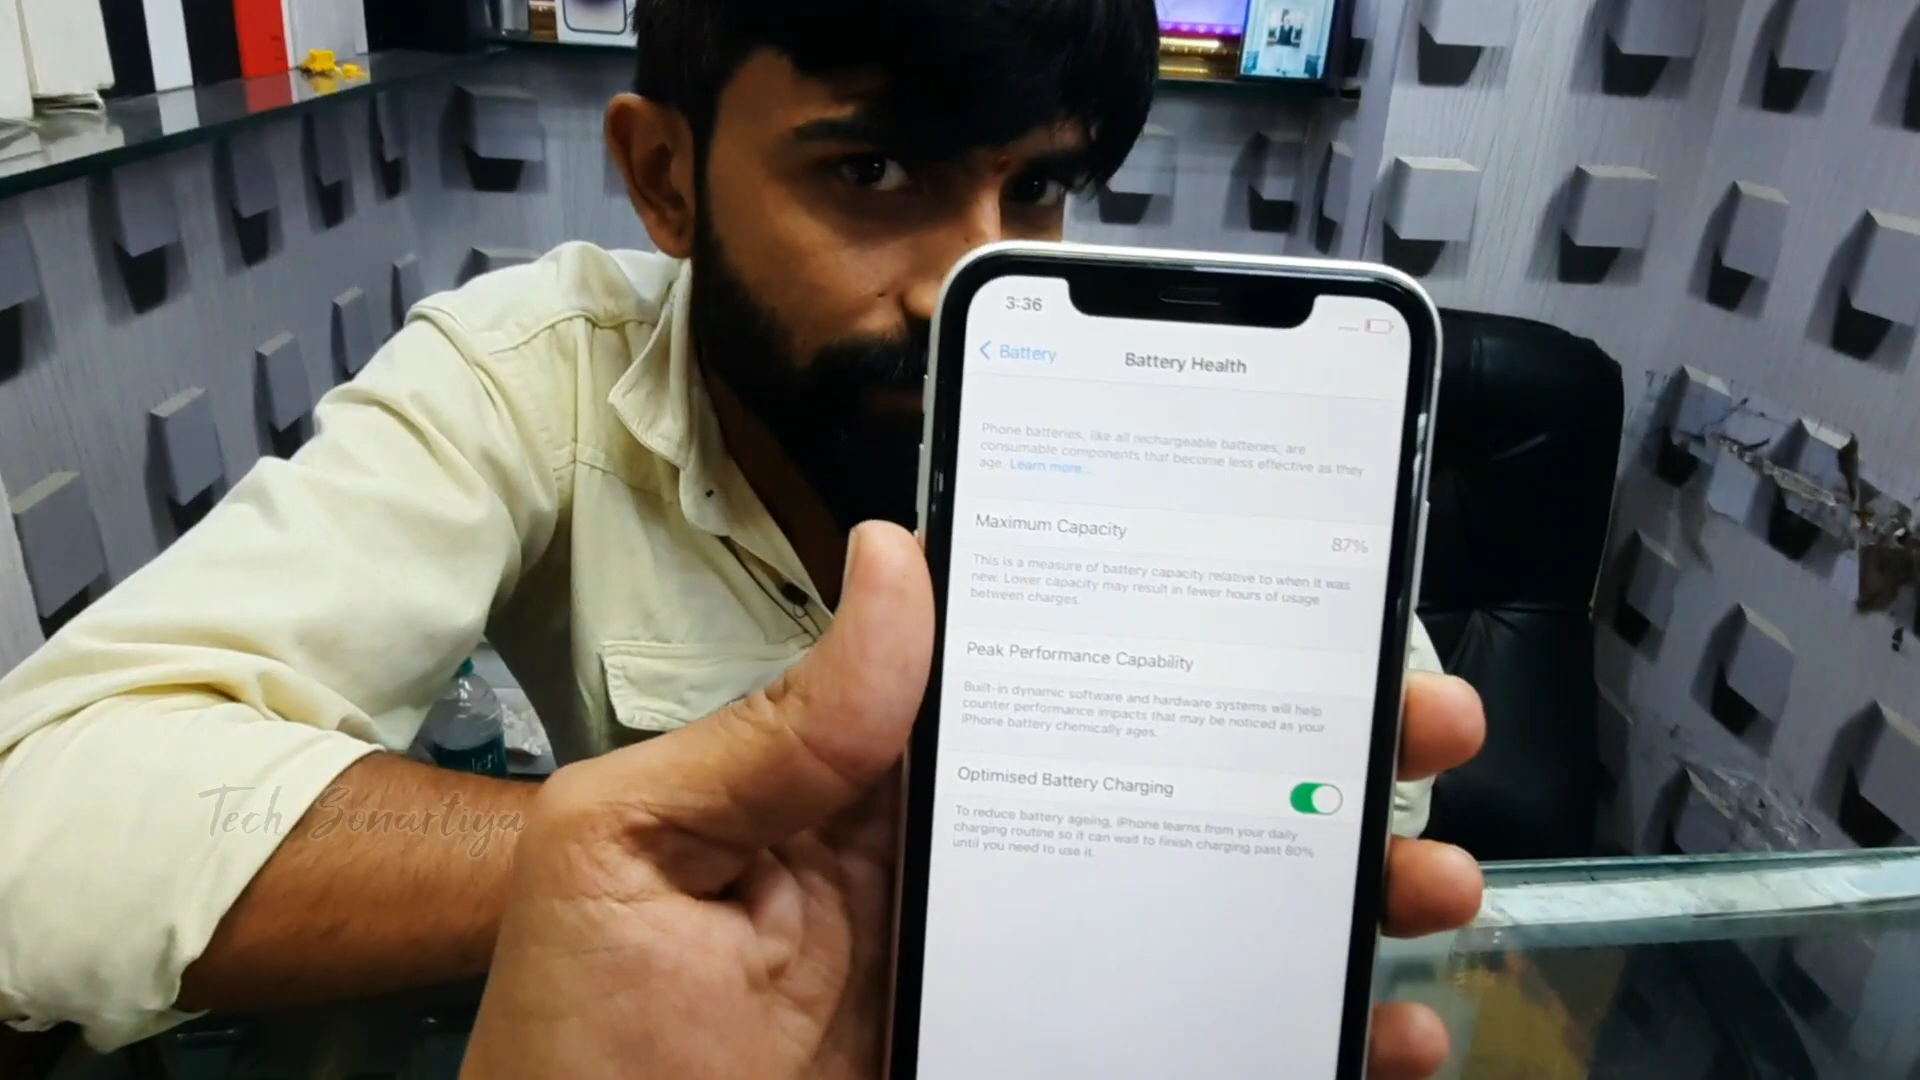 3:36
Battery
Battery Health
Phone batteries, like all rechargeable batteries, are
consumable components that become less effective as they
age. Learn more...
Maximum Capacity
87%
This is a measure of battery capacity relative to when it was
new. Lower capacity may result in fewer hours of usage
between charges.
Peak Performance Capability
Built-in dynamic software and hardware systems will help
counter performance impacts that may be noticed as your
iPhone battery chemically ages.
Optimised Battery Charging
To reduce battery ageing, iPhone learns from your daily
charging routine so it can wait to finish charging past 80%
until you need to use it.
Tech Sonartiya